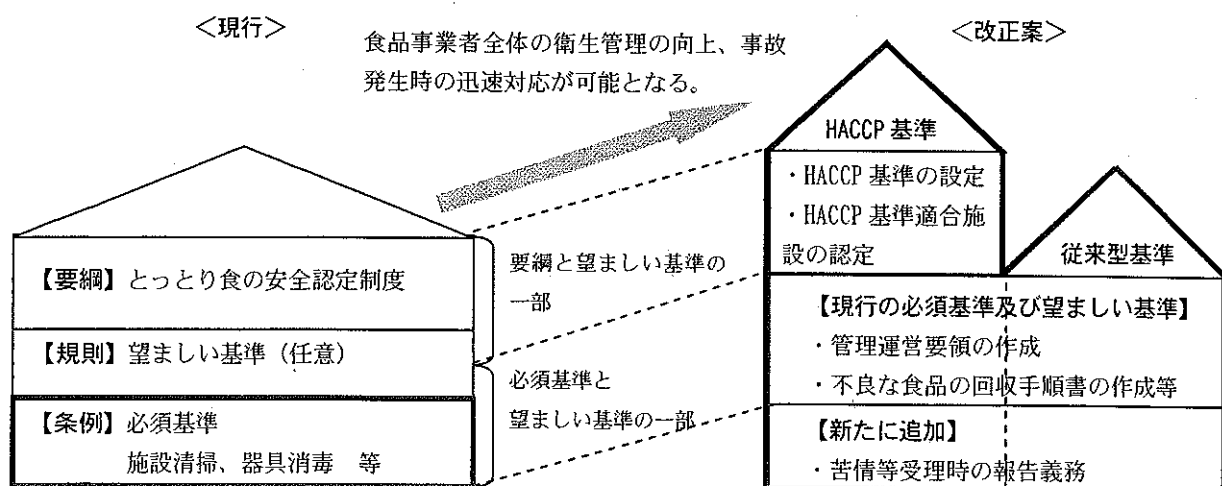 <現行>
食品事業者全体の衛生管理の向上、事故
発生時の迅速対応が可能となる。
<改正案>
【要綱】とっとり食の安全認定制度
【規則】望ましい基準（任意）
【条例】必須基準
施設清掃、器具消毒　等
要綱と望ましい基準の
一部
必須基準と
望ましい基準の一部
HACCP 基準
・HACCP 基準の設定
・HACCP 基準適合施
設の認定
従来型基準
【現行の必須基準及び望ましい基準】
・管理運営要領の作成
・不良な食品の回収手順書の作成等
【新たに追加】
・苦情等受理時の報告義務